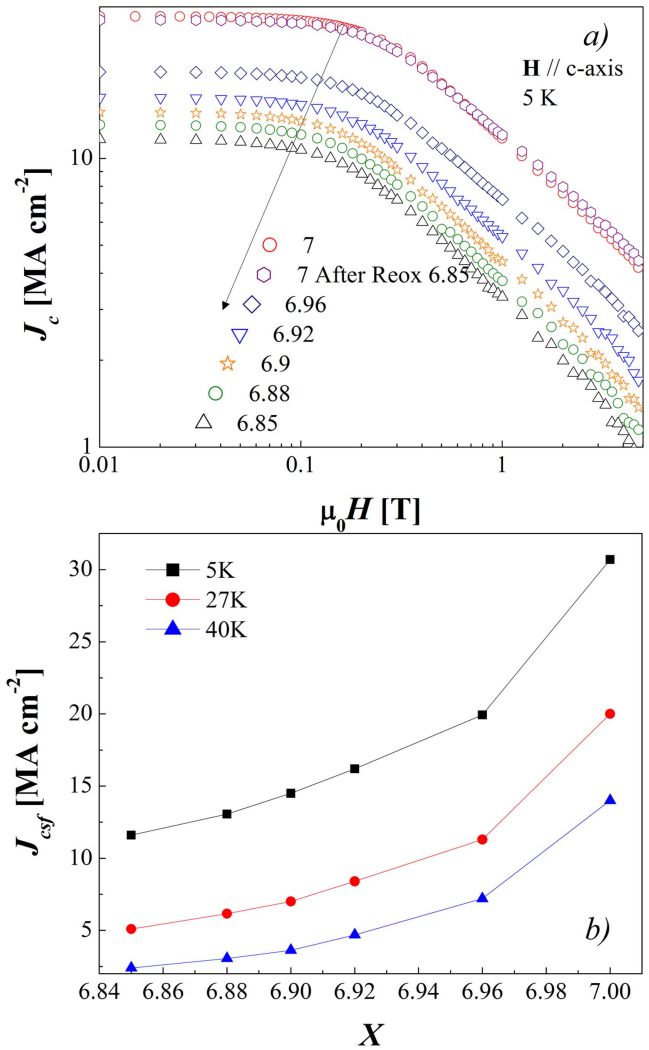 a)
H // c-axis
5 K
10
1
J_c [MA cm⁻²]
7
7 After Reox 6.85
6.96
6.92
6.9
6.88
6.85
0.01 0.1 1
μ₀H [T]
30
25
20
15
10
5
J_csf [MA cm⁻²]
5K
27K
40K
b)
6.84 6.86 6.88 6.90 6.92 6.94 6.96 6.98 7.00
X